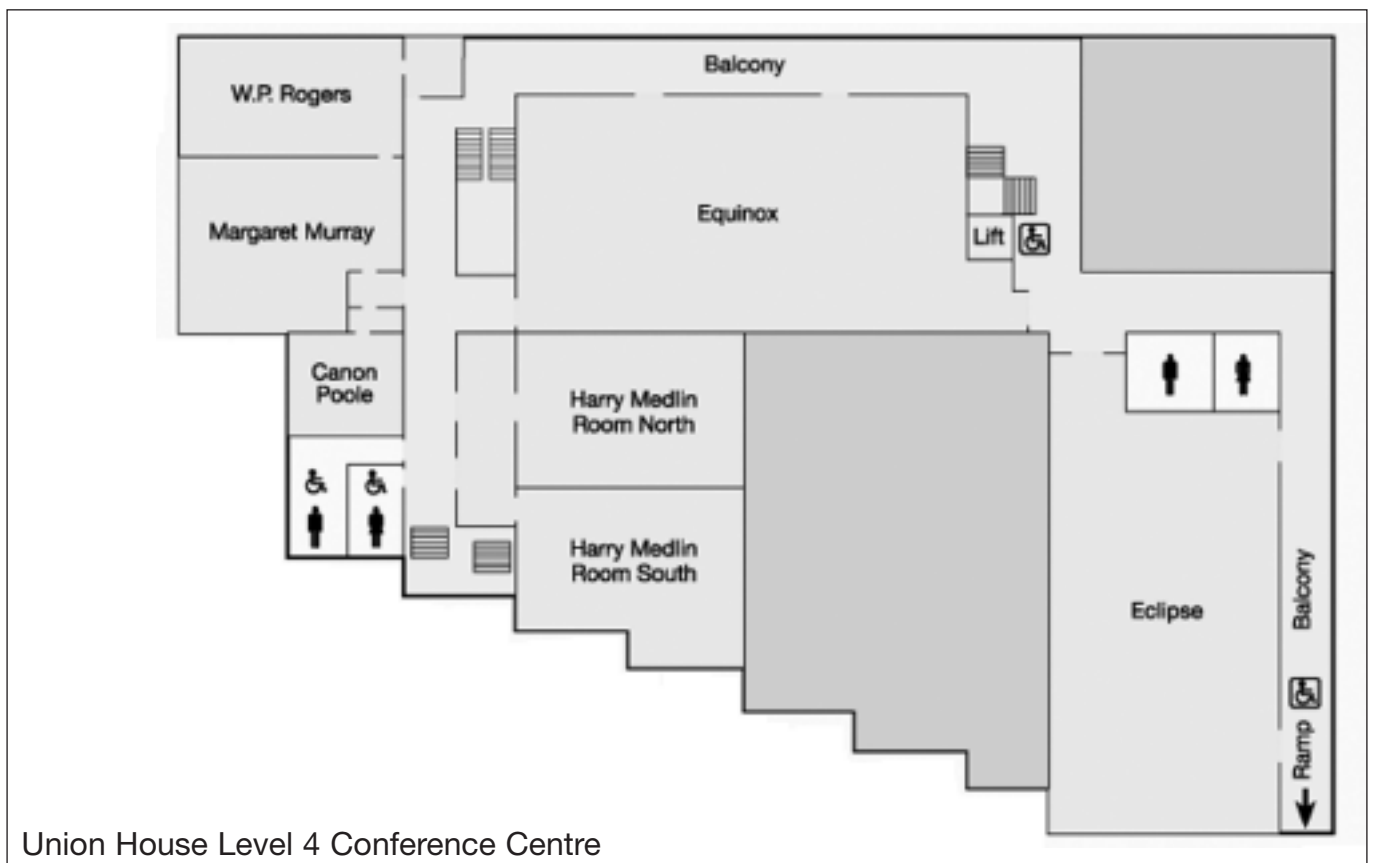 Balcony
W.P. Rogers
Margaret Murray
Equinox
Lift
Canon
Poole
Harry Medlin
Room North
Harry Medlin
Room South
Eclipse
Balcony
Ramp
Union House Level 4 Conference Centre